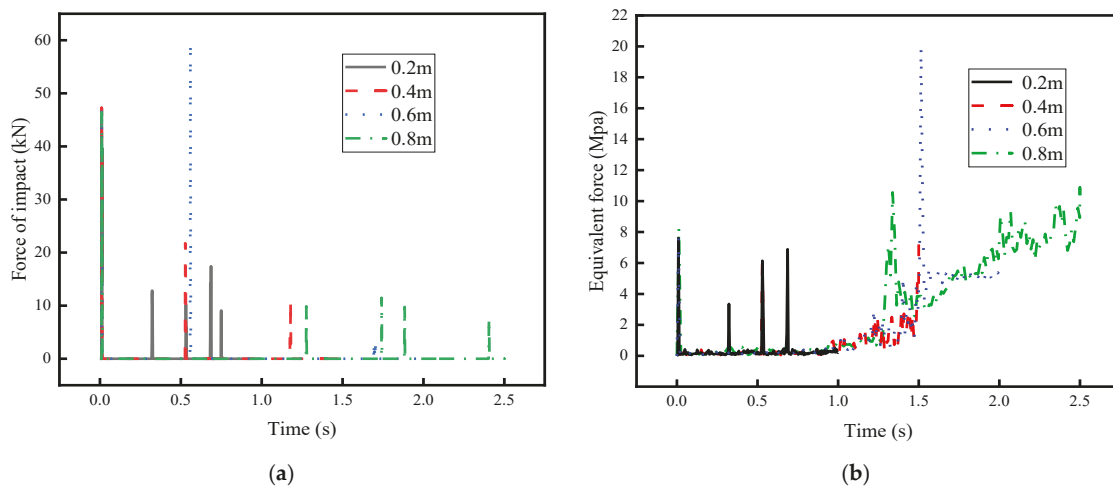 60
50
40
30
20
10
0
Force of impact (kN)
0.2m
0.4m
0.6m
0.8m
0.0 0.5 1.0 1.5 2.0 2.5
Time (s)
(a)
22
20
18
16
14
12
10
8
6
4
2
0
Equivalent force (Mpa)
0.2m
0.4m
0.6m
0.8m
0.0 0.5 1.0 1.5 2.0 2.5
Time (s)
(b)